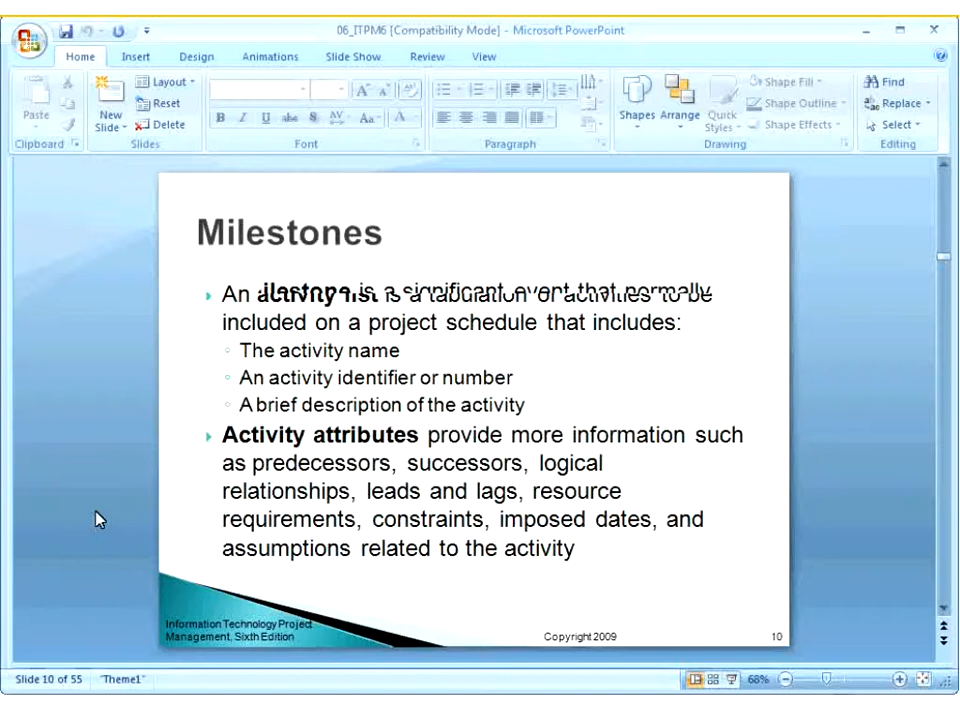 06_ITPM6 [Compatibility Mode] - Microsoft PowerPoint
Home Insert Design Animations Slide Show Review View
Paste
Clipboard
New Slide
Layout
Reset
Delete
Slides
B I U abc S AV Aa A
Font
Paragraph
Shapes Arrange Quick Styles
Shape Fill
Shape Outline
Shape Effects
Drawing
Find
Replace
Select
Editing
Milestones
An
included on a project schedule that includes:
The activity name
An activity identifier or number
A brief description of the activity
Activity attributes provide more information such
as predecessors, successors, logical
relationships, leads and lags, resource
requirements, constraints, imposed dates, and
assumptions related to the activity
Information Technology Project
Management, Sixth Edition
Copyright 2009
10
Slide 10 of 55 "Theme1" 68%